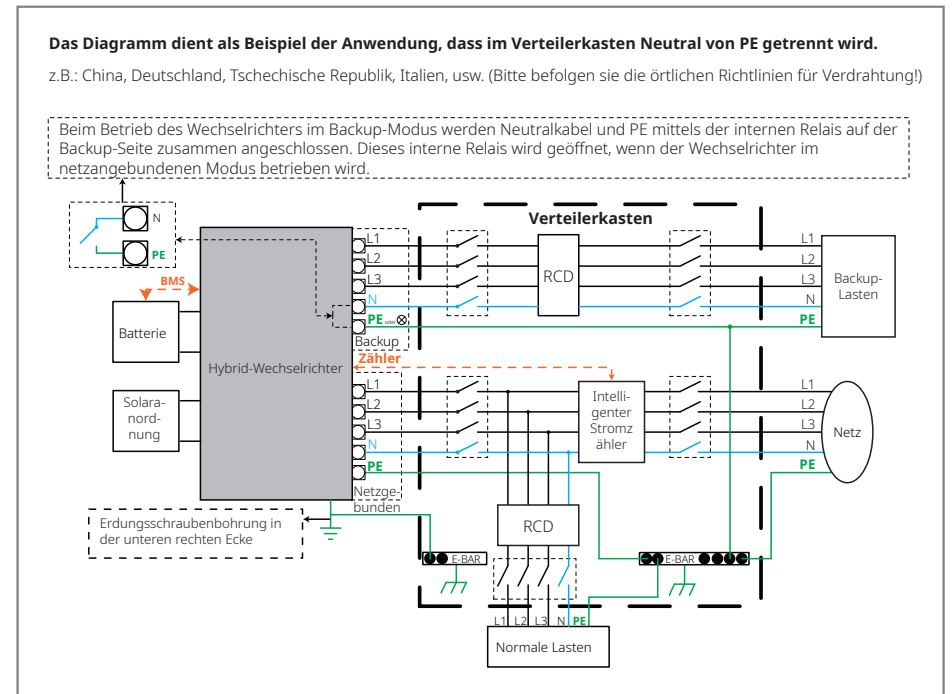 Das Diagramm dient als Beispiel der Anwendung, dass im Verteilerkasten Neutral von PE getrennt wird.
z.B.: China, Deutschland, Tschechische Republik, Italien, usw. (Bitte befolgen sie die örtlichen Richtlinien für Verdrahtung!)
Beim Betrieb des Wechselrichters im Backup-Modus werden Neutralkabel und PE mittels der internen Relais auf der
Backup-Seite zusammen angeschlossen. Dieses interne Relais wird geöffnet, wenn der Wechselrichter im
netzangebundenen Modus betrieben wird.
N
PE
BMS
Batterie
Solara-
nord-
nung
Hybrid-Wechselrichter
Verteilerkasten
L1
L2
L3
N
PE oder
Backup
RCD
L1
L2
L3
N
PE
Backup-
Lasten
Zähler
L1
L2
L3
N
PE
Netzge-
bunden
Intelli-
genter
Stromz
ähler
L1
L2
L3
N
PE
Netz
Erdungsschraubenbohrung in
der unteren rechten Ecke
RCD
E-BAR
E-BAR
L1 L2 L3 N PE
Normale Lasten